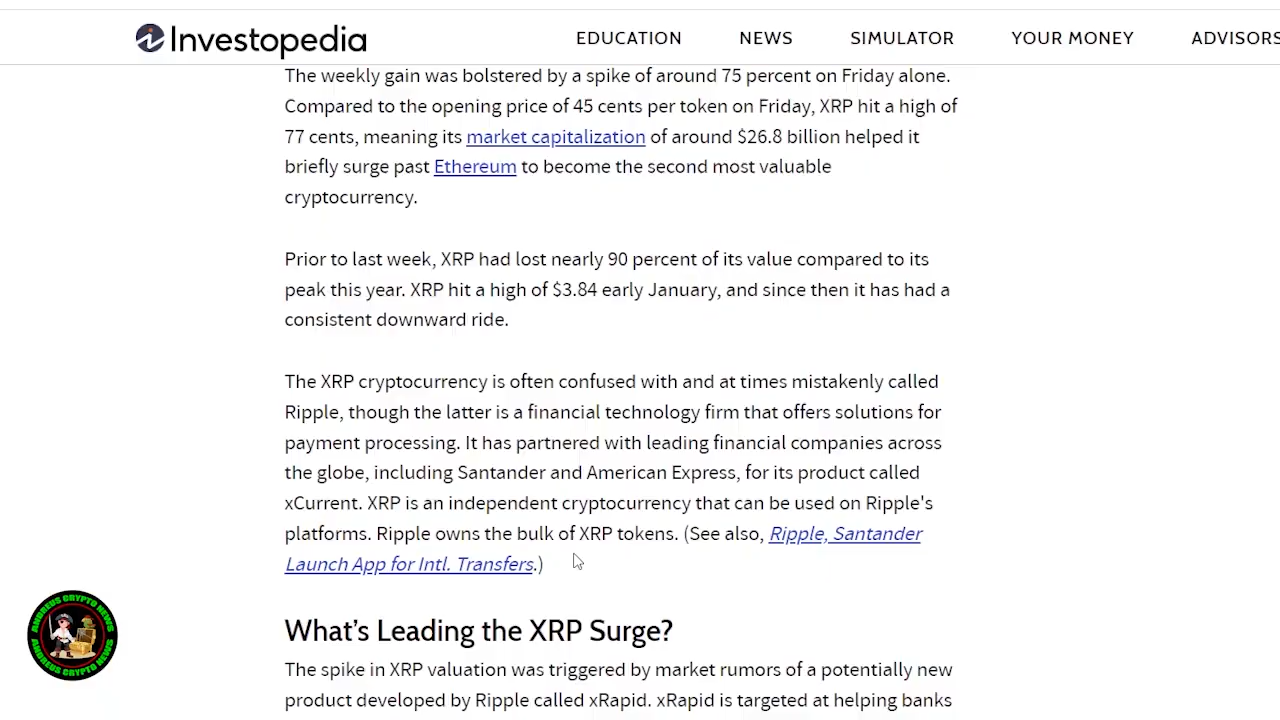 Investopedia
EDUCATION NEWS SIMULATOR YOUR MONEY ADVISORS
The weekly gain was bolstered by a spike of around 75 percent on Friday alone.
Compared to the opening price of 45 cents per token on Friday, XRP hit a high of
77 cents, meaning its market capitalization of around $26.8 billion helped it
briefly surge past Ethereum to become the second most valuable
cryptocurrency.
Prior to last week, XRP had lost nearly 90 percent of its value compared to its
peak this year. XRP hit a high of $3.84 early January, and since then it has had a
consistent downward ride.
The XRP cryptocurrency is often confused with and at times mistakenly called
Ripple, though the latter is a financial technology firm that offers solutions for
payment processing. It has partnered with leading financial companies across
the globe, including Santander and American Express, for its product called
xCurrent. XRP is an independent cryptocurrency that can be used on Ripple's
platforms. Ripple owns the bulk of XRP tokens. (See also, Ripple, Santander
Launch App for Intl. Transfers.)
What's Leading the XRP Surge?
The spike in XRP valuation was triggered by market rumors of a potentially new
product developed by Ripple called xRapid. xRapid is targeted at helping banks
ANDREUS CRYPTO NEWS
ANDREUS CRYPTO NEWS